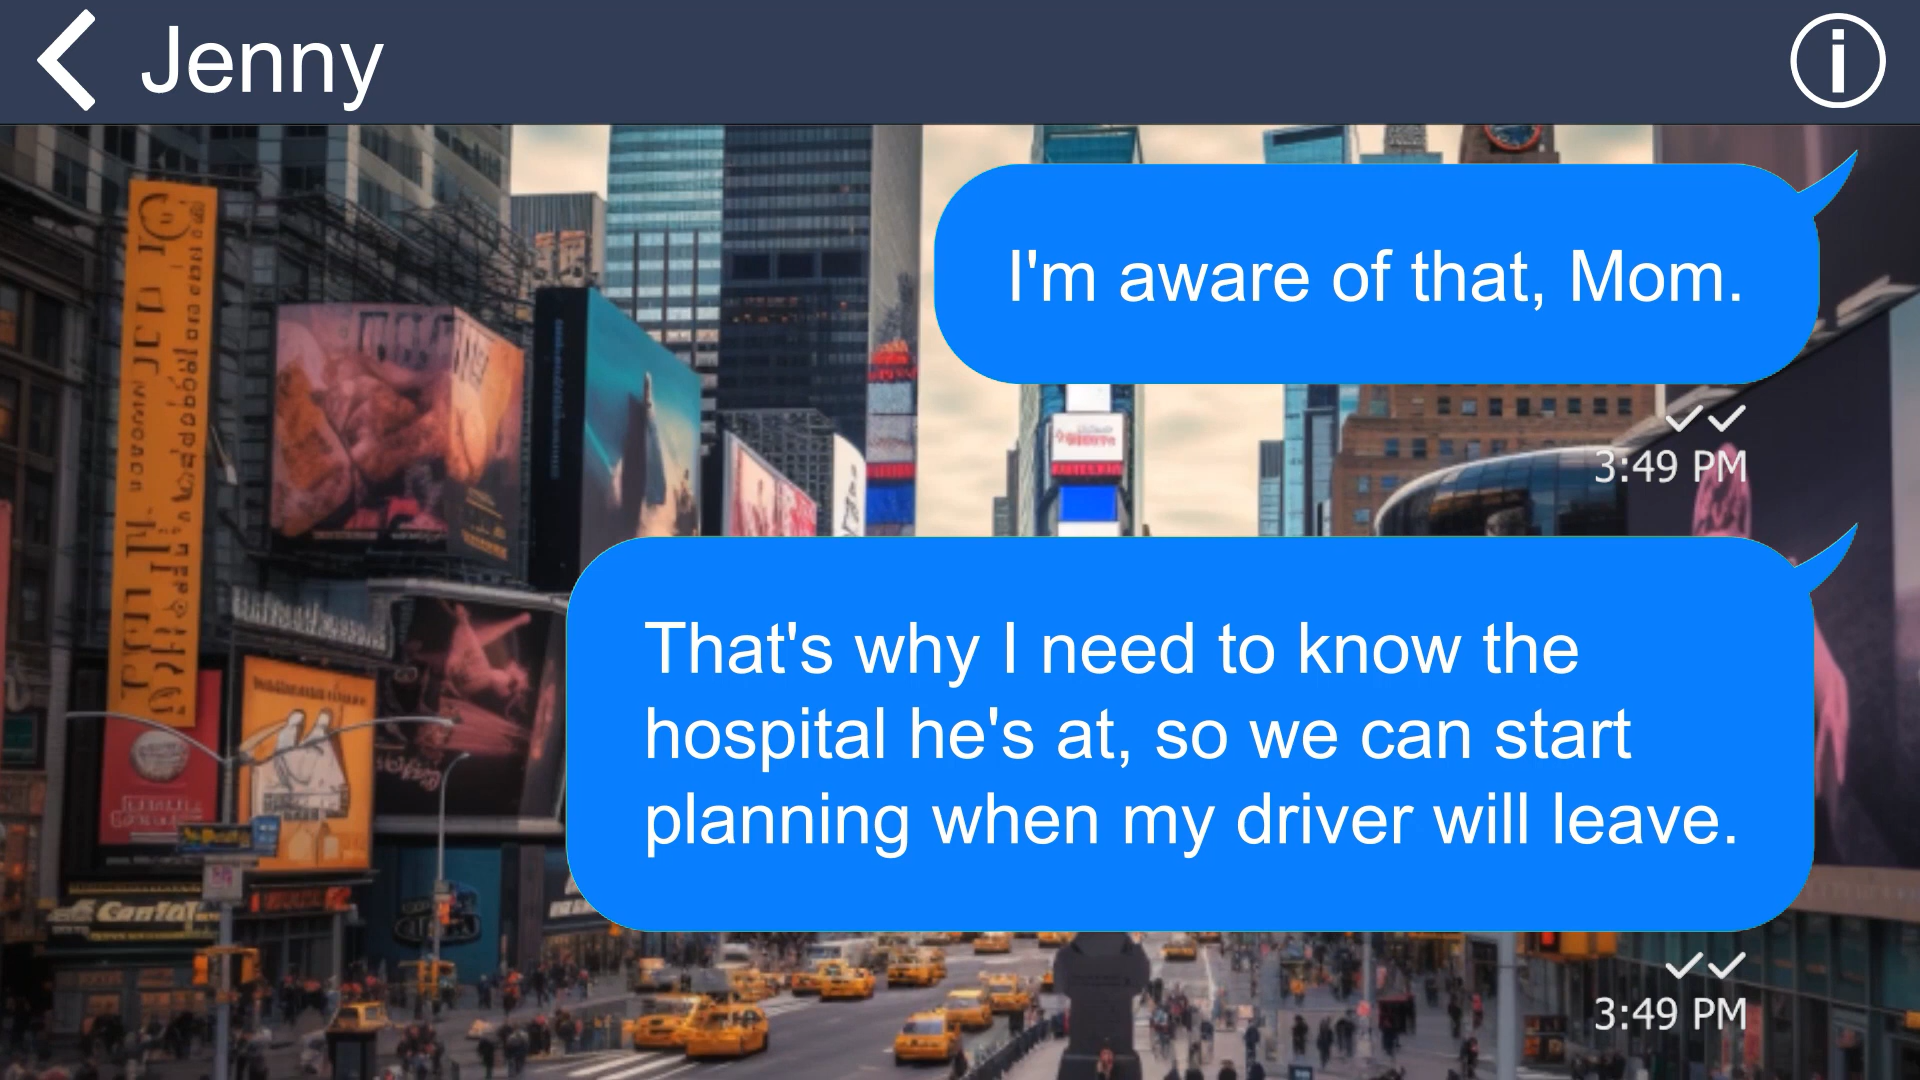 Jenny
I'm aware of that, Mom.
3:49 PM
That's why I need to know the
hospital he's at, so we can start
planning when my driver will leave.
3:49 PM